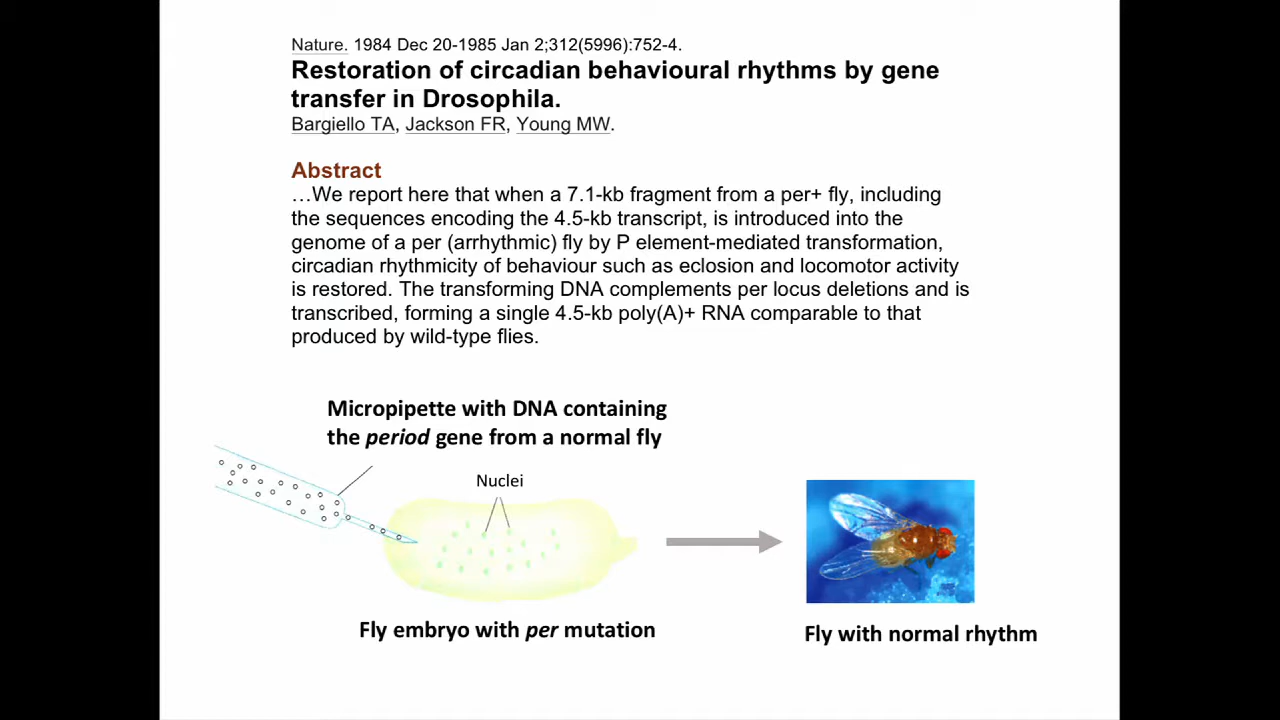 Nature. 1984 Dec 20-1985 Jan 2;312(5996):752-4.
Restoration of circadian behavioural rhythms by gene
transfer in Drosophila.
Bargiello TA, Jackson FR, Young MW.
Abstract
…We report here that when a 7.1-kb fragment from a per+ fly, including
the sequences encoding the 4.5-kb transcript, is introduced into the
genome of a per (arrhythmic) fly by P element-mediated transformation,
circadian rhythmicity of behaviour such as eclosion and locomotor activity
is restored. The transforming DNA complements per locus deletions and is
transcribed, forming a single 4.5-kb poly(A)+ RNA comparable to that
produced by wild-type flies.
Micropipette with DNA containing
the period gene from a normal fly
Nuclei
Fly embryo with per mutation
Fly with normal rhythm